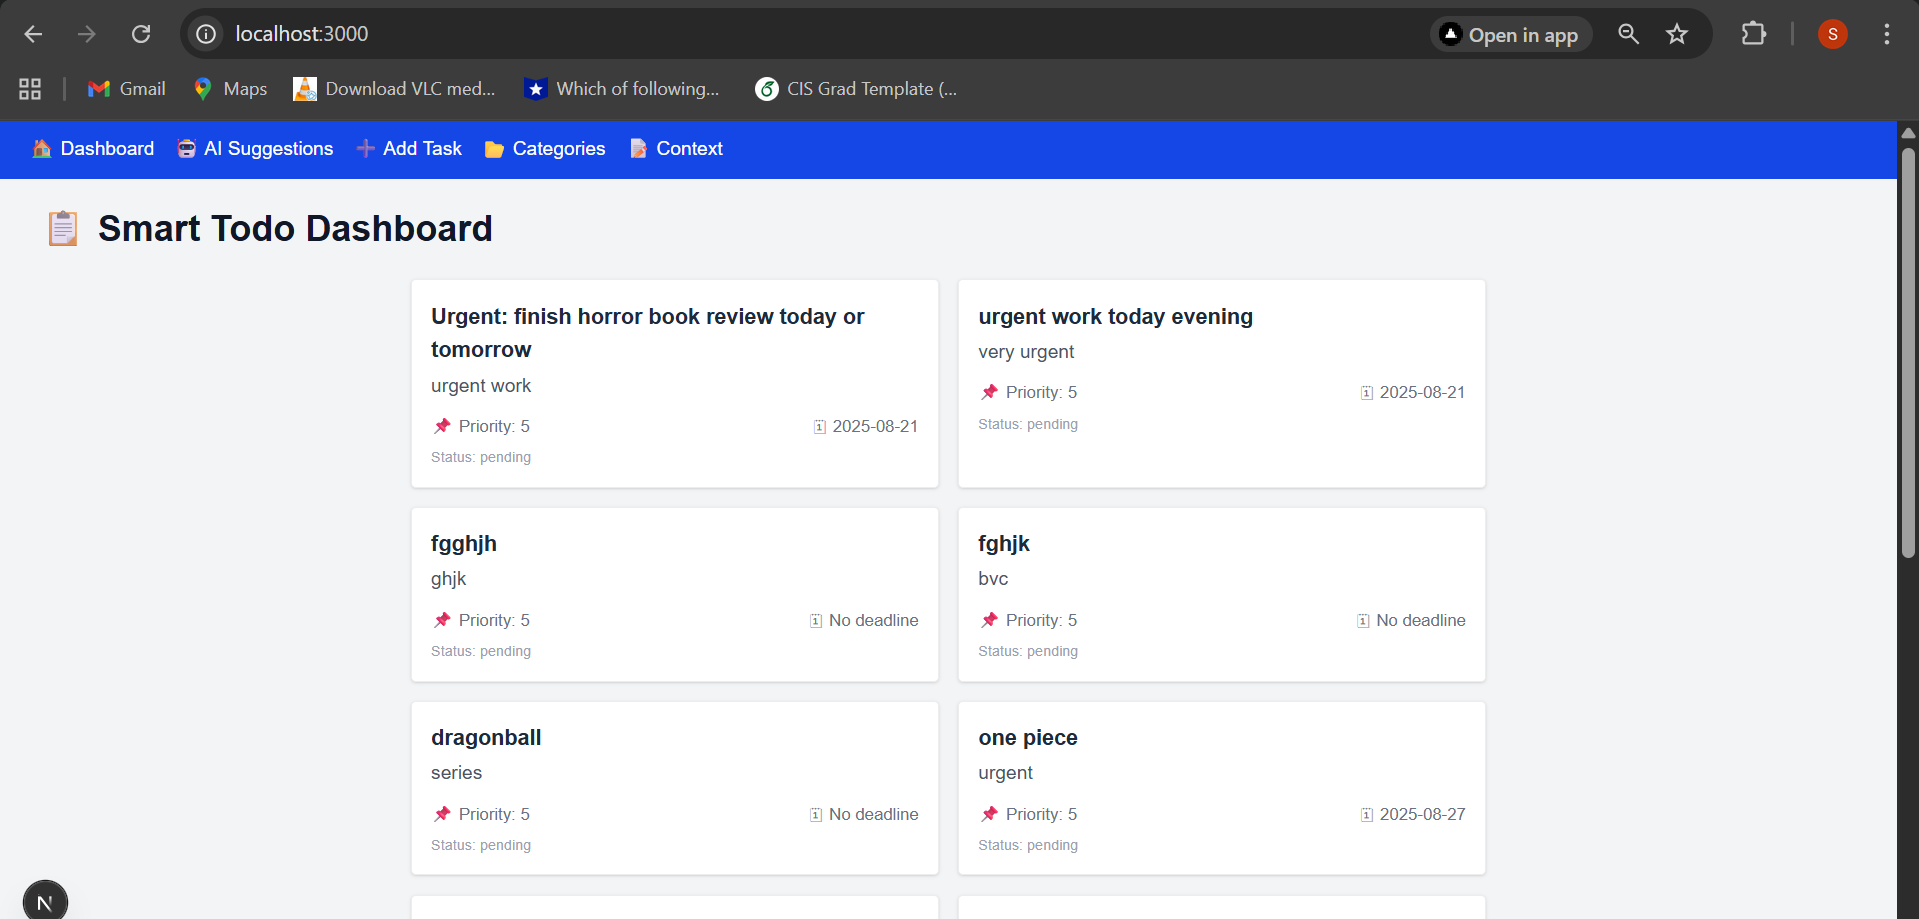 localhost:3000
Open in app
S
Gmail
Maps
Download VLC med...
Which of following...
CIS Grad Template (...
Dashboard
AI Suggestions
Add Task
Categories
Context
Smart Todo Dashboard
Urgent: finish horror book review today or
tomorrow
urgent work
Priority: 5
2025-08-21
Status: pending
urgent work today evening
very urgent
Priority: 5
2025-08-21
Status: pending
fgghjh
ghjk
Priority: 5
No deadline
Status: pending
fghjk
bvc
Priority: 5
No deadline
Status: pending
dragonball
series
Priority: 5
No deadline
Status: pending
one piece
urgent
Priority: 5
2025-08-27
Status: pending
N